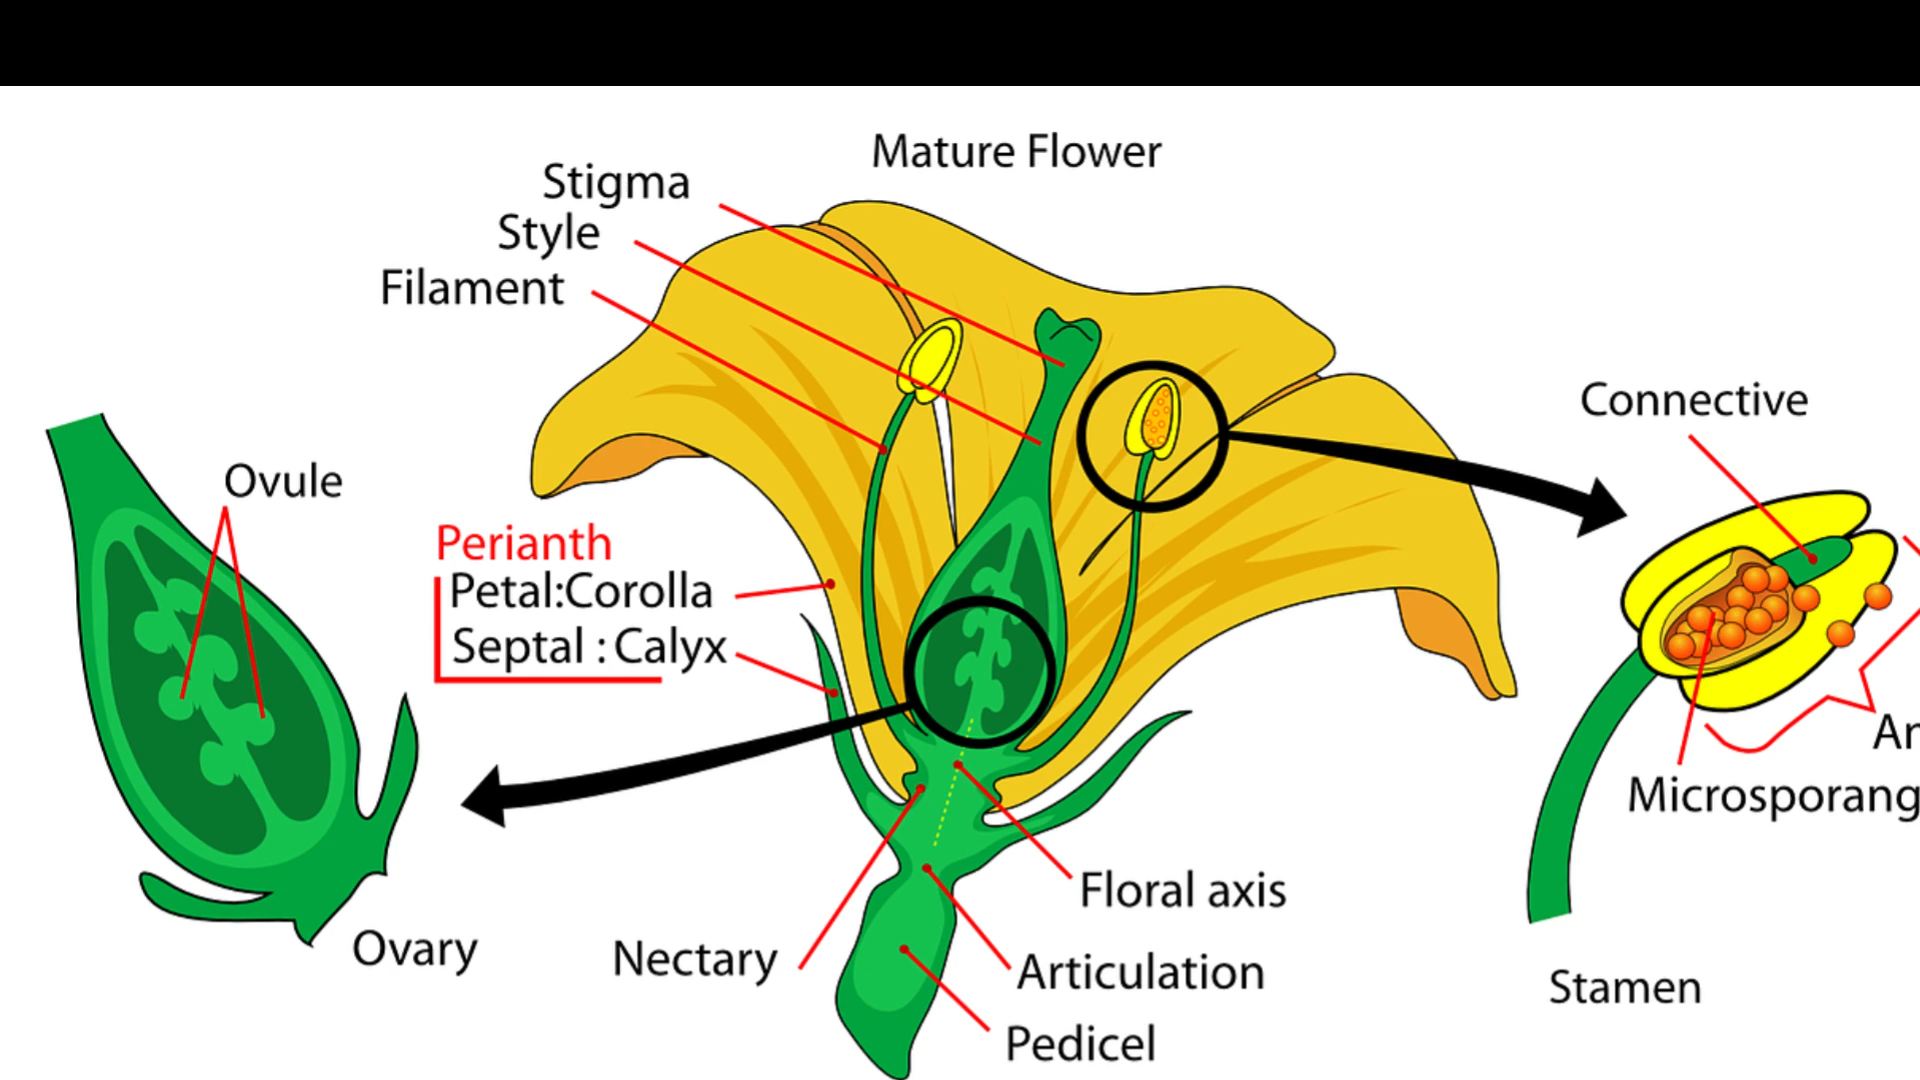 Mature Flower
Stigma
Style
Filament
Connective
Ovule
Perianth
Petal:Corolla
Septal : Calyx
An
Microsporang
Floral axis
Ovary
Nectary
Articulation
Stamen
Pedicel